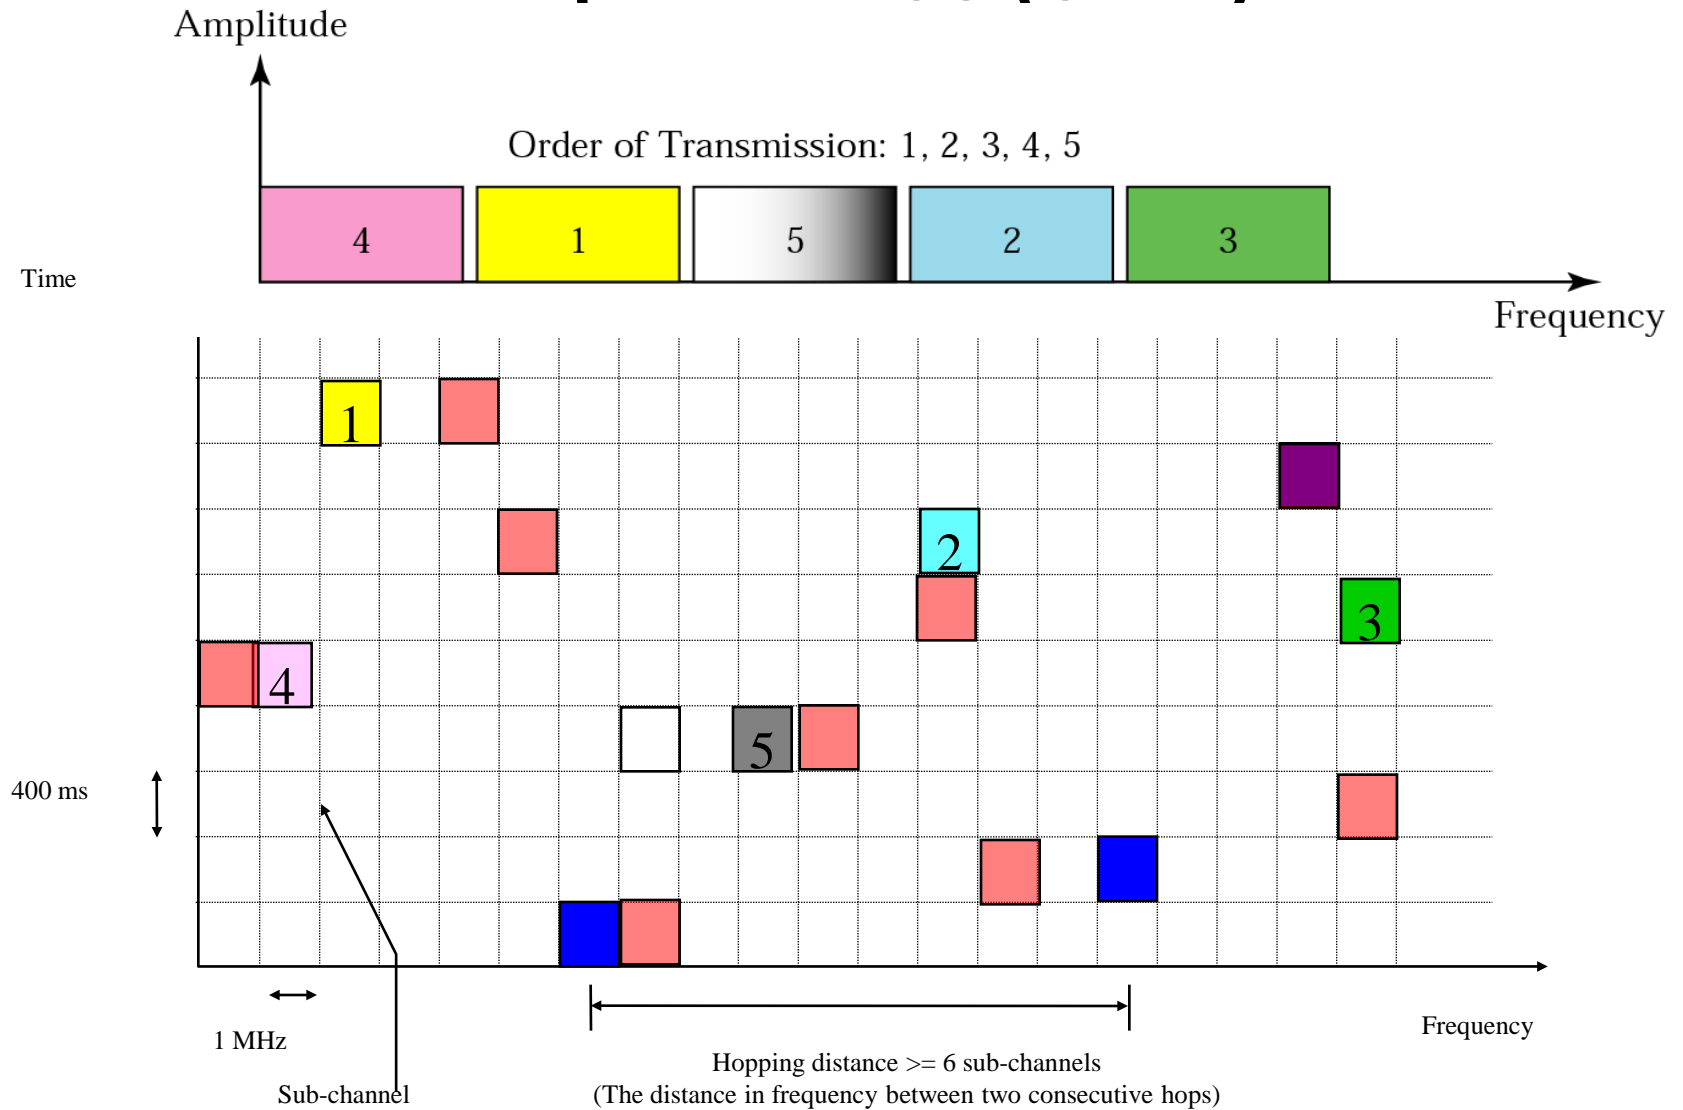 Amplitude
Order of Transmission: 1, 2, 3, 4, 5
4 1 5 2 3
Time
Frequency
1
2
3
4
5
400 ms
1 MHz
Frequency
Hopping distance >= 6 sub-channels
Sub-channel
(The distance in frequency between two consecutive hops)